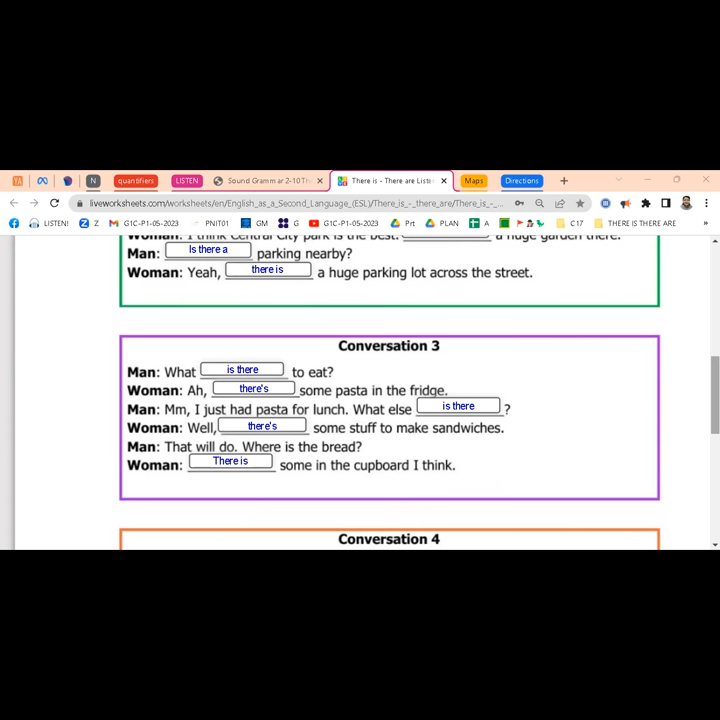 YA
N
quantifiers
LISTEN
Sound Grammar 2-10 Th
There is - There are Liste
Maps
Directions
liveworksheets.com/worksheets/en/English_as_a_Second_Language_(ESL)/There_is_-_there_are/There_is_-_...
LISTEN!
Z
G1C-P1-05-2023
PNIT01
GM
G
G1C-P1-05-2023
Prt
PLAN
A
C17
THERE IS THERE ARE
»
Woman: I think Central City park is the best. a huge garden there.
Man: Is there a parking nearby?
Woman: Yeah, there is a huge parking lot across the street.
Conversation 3
Man: What is there to eat?
Woman: Ah, there's some pasta in the fridge.
Man: Mm, I just had pasta for lunch. What else is there ?
Woman: Well, there's some stuff to make sandwiches.
Man: That will do. Where is the bread?
Woman: There is some in the cupboard I think.
Conversation 4